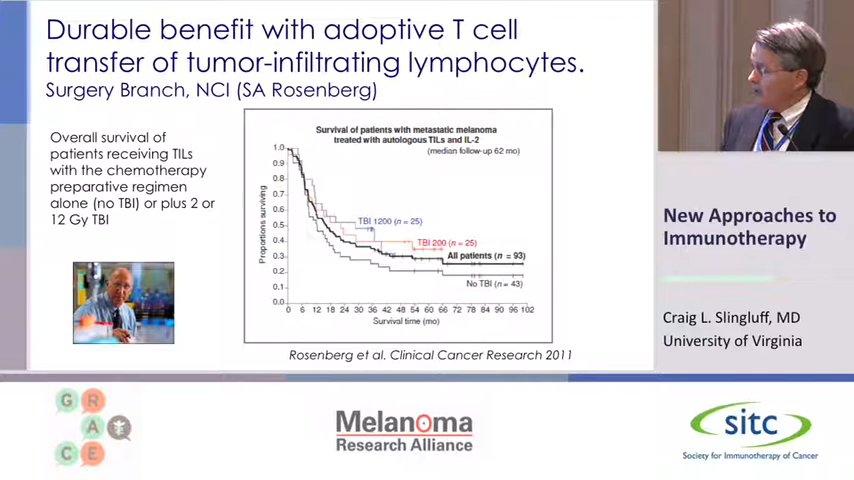 Durable benefit with adoptive T cell
transfer of tumor-infiltrating lymphocytes.
Surgery Branch, NCI (SA Rosenberg)
Overall survival of
patients receiving TILs
with the chemotherapy
preparative regimen
alone (no TBI) or plus 2 or
12 Gy TBI
Survival of patients with metastatic melanoma
treated with autologous TILs and IL-2
(median follow-up 62 mo)
Proportions surviving
1.0
0.9
0.8
0.7
0.6
0.5
0.4
0.3
0.2
0.1
0.0
TBI 1200 (n = 25)
TBI 200 (n = 25)
All patients (n = 93)
No TBI (n = 43)
0 6 12 18 24 30 36 42 48 54 60 66 72 78 84 90 96 102
Survival time (mo)
Rosenberg et al. Clinical Cancer Research 2011
New Approaches to
Immunotherapy
Craig L. Slingluff, MD
University of Virginia
G R
A
C E
Melanoma
Research Alliance
sitc
Society for Immunotherapy of Cancer